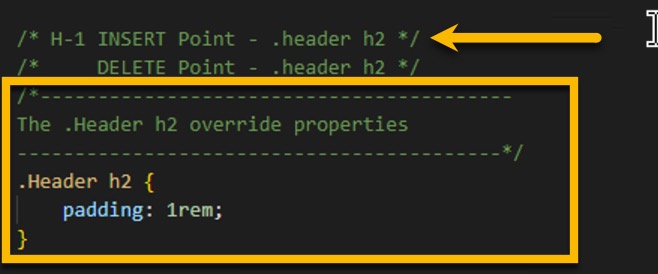 /* H-1 INSERT Point - .header h2 */
/*     DELETE Point - .header h2 */
/*------------------------------------------
The .Header h2 override properties
-------------------------------------------*/
.Header h2 {
    padding: 1rem;
}